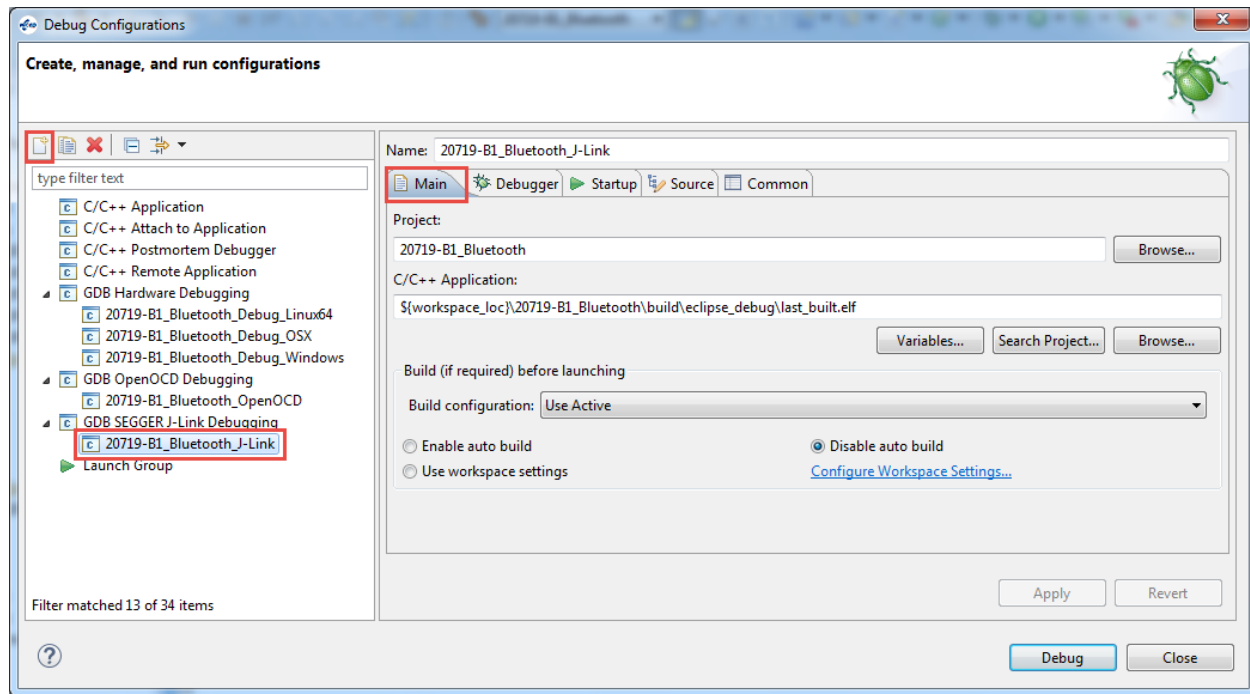 Debug Configurations
Create, manage, and run configurations
type filter text
C/C++ Application
C/C++ Attach to Application
C/C++ Postmortem Debugger
C/C++ Remote Application
GDB Hardware Debugging
20719-B1_Bluetooth_Debug_Linux64
20719-B1_Bluetooth_Debug_OSX
20719-B1_Bluetooth_Debug_Windows
GDB OpenOCD Debugging
20719-B1_Bluetooth_OpenOCD
GDB SEGGER J-Link Debugging
20719-B1_Bluetooth_J-Link
Launch Group
Filter matched 13 of 34 items
Name: 20719-B1_Bluetooth_J-Link
Main Debugger Startup Source Common
Project:
20719-B1_Bluetooth Browse...
C/C++ Application:
${workspace_loc}\20719-B1_Bluetooth\build\eclipse_debug\last_built.elf
Variables... Search Project... Browse...
Build (if required) before launching
Build configuration: Use Active
Enable auto build Disable auto build
Use workspace settings Configure Workspace Settings...
Apply Revert
Debug Close